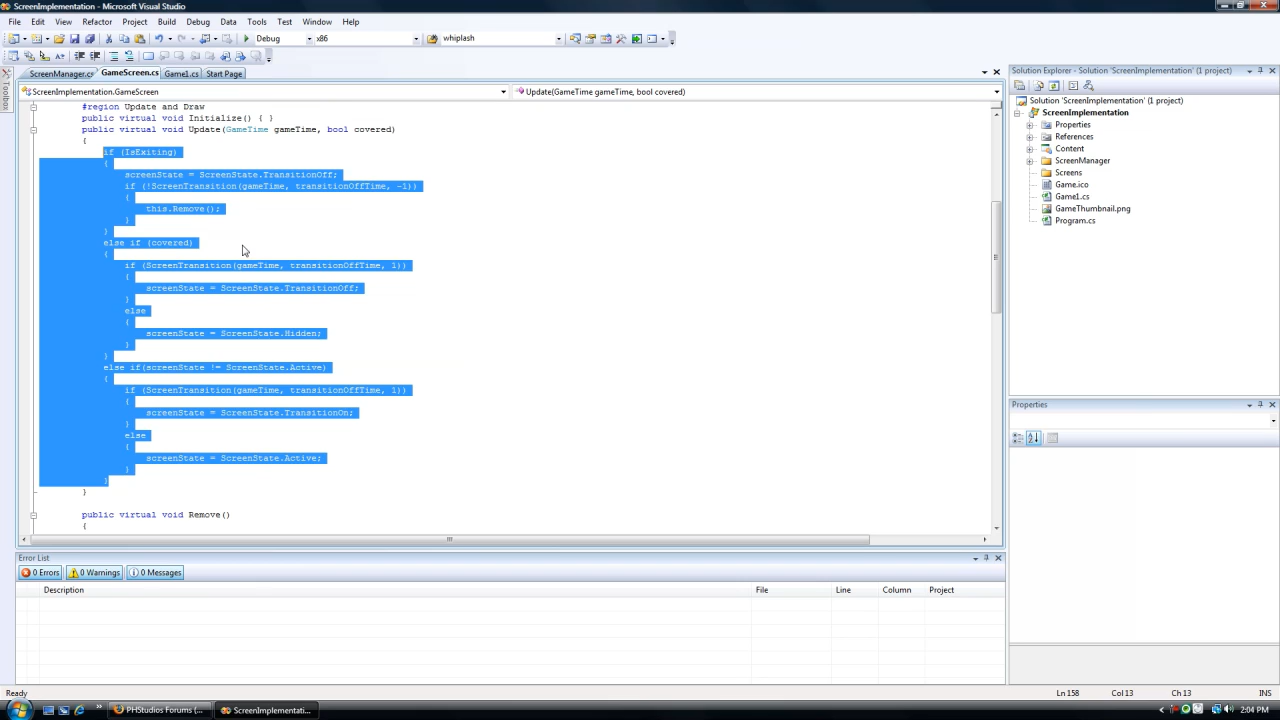 ScreenImplementation - Microsoft Visual Studio
File Edit View Refactor Project Build Debug Data Tools Test Window Help
Debug x86 whiplash
ScreenManager.cs GameScreen.cs Game1.cs Start Page
Toolbox
ScreenImplementation.GameScreen Update(GameTime gameTime, bool covered)
#region Update and Draw
public virtual void Initialize() { }
public virtual void Update(GameTime gameTime, bool covered)
{
if (IsExiting)
{
screenState = ScreenState.TransitionOff;
if (!ScreenTransition(gameTime, transitionOffTime, -1))
{
this.Remove();
}
}
else if (covered)
{
if (ScreenTransition(gameTime, transitionOffTime, 1))
{
screenState = ScreenState.TransitionOff;
}
else
{
screenState = ScreenState.Hidden;
}
}
else if(screenState != ScreenState.Active)
{
if (ScreenTransition(gameTime, transitionOffTime, 1))
{
screenState = ScreenState.TransitionOn;
}
else
{
screenState = ScreenState.Active;
}
}
}
public virtual void Remove()
{
Solution Explorer - Solution 'ScreenImplementation' (1 project)
Solution 'ScreenImplementation' (1 project)
ScreenImplementation
Properties
References
Content
ScreenManager
Screens
Game.ico
Game1.cs
GameThumbnail.png
Program.cs
Properties
Error List
0 Errors 0 Warnings 0 Messages
Description File Line Column Project
Ready Ln 158 Col 13 Ch 13 INS
PHStudios Forums (... ScreenImplementati... 2:04 PM